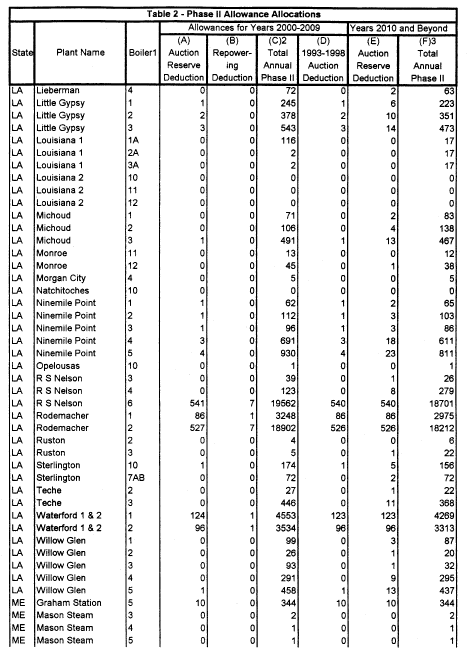 Table 2 - Phase II Allowance Allocations
Allowances for Years 2000-2009 Years 2010 and Beyond
(A) (B) (C)2 (D) (E) (F)3
State Plant Name Boiler1 Auction Repower- Total 1993-1998 Auction Total
Reserve ing Annual Auction Reserve Annual
Deduction Deduction Phase II Deduction Deduction Phase II
LA Lieberman 4 0 0 72 0 2 63
LA Little Gypsy 1 1 0 245 1 6 223
LA Little Gypsy 2 2 0 378 2 10 351
LA Little Gypsy 3 3 0 543 3 14 473
LA Louisiana 1 1A 0 0 116 0 0 17
LA Louisiana 1 2A 0 0 2 0 0 17
LA Louisiana 1 3A 0 0 2 0 0 17
LA Louisiana 2 10 0 0 0 0 0 0
LA Louisiana 2 11 0 0 0 0 0 0
LA Louisiana 2 12 0 0 0 0 0 0
LA Michoud 1 0 0 71 0 2 83
LA Michoud 2 0 0 106 0 4 138
LA Michoud 3 1 0 491 1 13 467
LA Monroe 11 0 0 13 0 0 12
LA Monroe 12 0 0 45 0 1 38
LA Morgan City 4 0 0 5 0 0 5
LA Natchitoches 10 0 0 0 0 0 0
LA Ninemile Point 1 1 0 62 1 2 65
LA Ninemile Point 2 1 0 112 1 3 103
LA Ninemile Point 3 1 0 96 1 3 86
LA Ninemile Point 4 3 0 691 3 18 611
LA Ninemile Point 5 4 0 930 4 23 811
LA Opelousas 10 0 0 1 0 0 1
LA R S Nelson 3 0 0 39 0 1 26
LA R S Nelson 4 0 0 123 0 8 279
LA R S Nelson 6 541 7 19562 540 540 18701
LA Rodemacher 1 86 1 3248 86 86 2975
LA Rodemacher 2 527 7 18902 526 526 18212
LA Ruston 2 0 0 4 0 0 6
LA Ruston 3 0 0 5 0 1 22
LA Sterlington 10 1 0 174 1 5 156
LA Sterlington 7AB 0 0 72 0 2 72
LA Teche 2 0 0 27 0 1 22
LA Teche 3 0 0 446 0 11 368
LA Waterford 1 & 2 1 124 1 4553 123 123 4269
LA Waterford 1 & 2 2 96 1 3534 96 96 3313
LA Willow Glen 1 0 0 99 0 3 87
LA Willow Glen 2 0 0 26 0 1 20
LA Willow Glen 3 0 0 93 0 1 32
LA Willow Glen 4 0 0 291 0 9 295
LA Willow Glen 5 1 0 458 1 13 437
ME Graham Station 5 10 0 344 10 10 344
ME Mason Steam 3 0 0 2 0 0 2
ME Mason Steam 4 0 0 1 0 0 1
ME Mason Steam 5 0 0 1 0 0 1